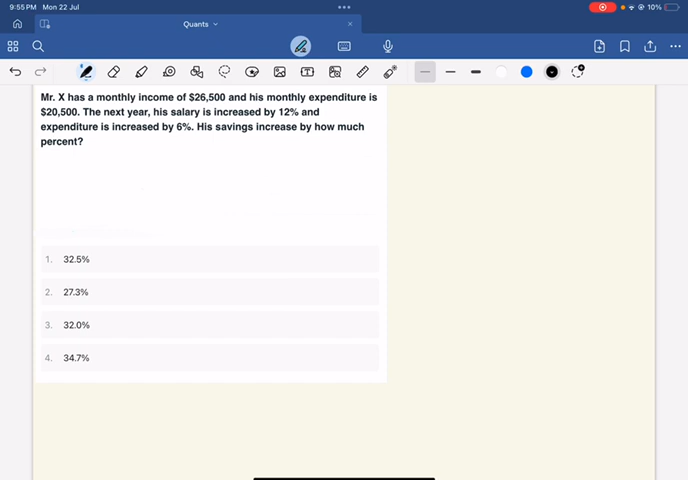 9:55 PM Mon 22 Jul
10%
Quants
Mr. X has a monthly income of $26,500 and his monthly expenditure is
$20,500. The next year, his salary is increased by 12% and
expenditure is increased by 6%. His savings increase by how much
percent?
1. 32.5%
2. 27.3%
3. 32.0%
4. 34.7%